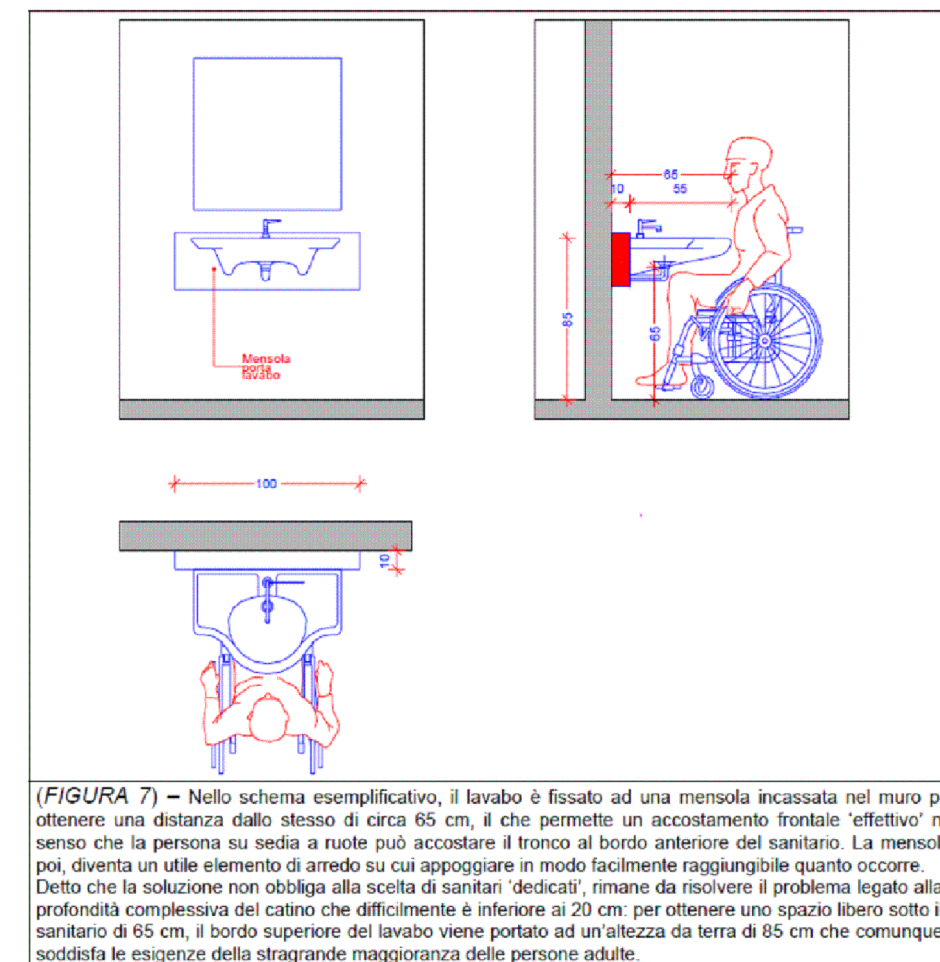 65
10 55
85
65
Mensola
porta
lavabo
100
10
(FIGURA 7) – Nello schema esemplificativo, il lavabo è fissato ad una mensola incassata nel muro p
ottenere una distanza dallo stesso di circa 65 cm, il che permette un accostamento frontale 'effettivo' n
senso che la persona su sedia a ruote può accostare il tronco al bordo anteriore del sanitario. La mensol
poi, diventa un utile elemento di arredo su cui appoggiare in modo facilmente raggiungibile quanto occorre.
Detto che la soluzione non obbliga alla scelta di sanitari 'dedicati', rimane da risolvere il problema legato alla
profondità complessiva del catino che difficilmente è inferiore ai 20 cm: per ottenere uno spazio libero sotto i
sanitario di 65 cm, il bordo superiore del lavabo viene portato ad un'altezza da terra di 85 cm che comunque
soddisfa le esigenze della stragrande maggioranza delle persone adulte.